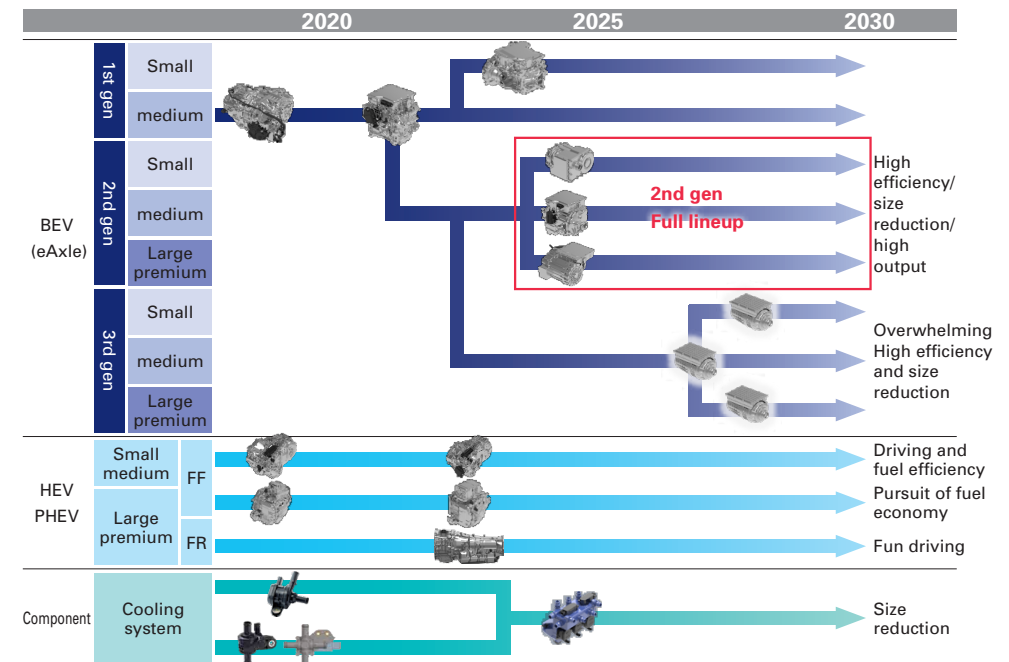 2020 2025 2030
BEV
(eAxle)
1st gen
Small
medium
2nd gen
Small
medium
Large
premium
2nd gen
Full lineup
High
efficiency/
size
reduction/
high
output
3rd gen
Small
medium
Large
premium
Overwhelming
High efficiency
and size
reduction
HEV
PHEV
Small
medium
Large
premium
FF
FR
Driving and
fuel efficiency
Pursuit of fuel
economy
Fun driving
Component
Cooling
system
Size
reduction